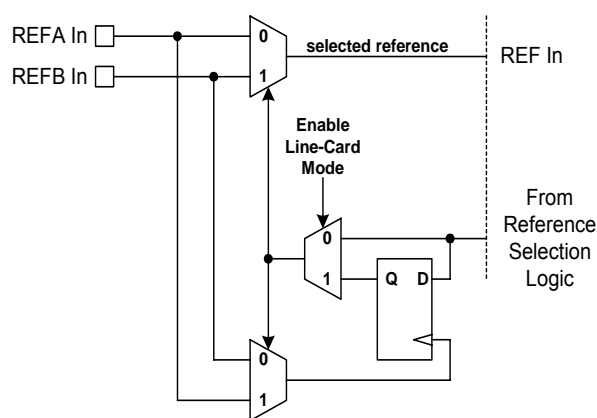 REFA In
0
selected reference
REF In
REFB In
1
Enable
Line-Card
Mode
From
Reference
Selection
Logic
0
1
Q D
0
1